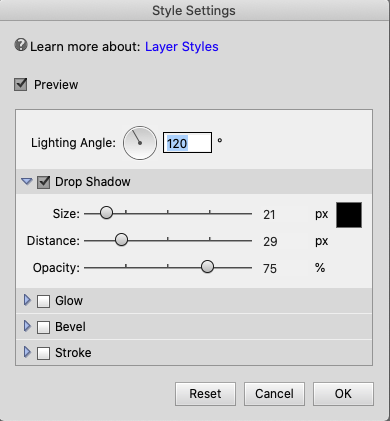 Style Settings
? Learn more about: Layer Styles
Preview
Lighting Angle: 120 °
Drop Shadow
Size: 21 px
Distance: 29 px
Opacity: 75 %
Glow
Bevel
Stroke
Reset Cancel OK